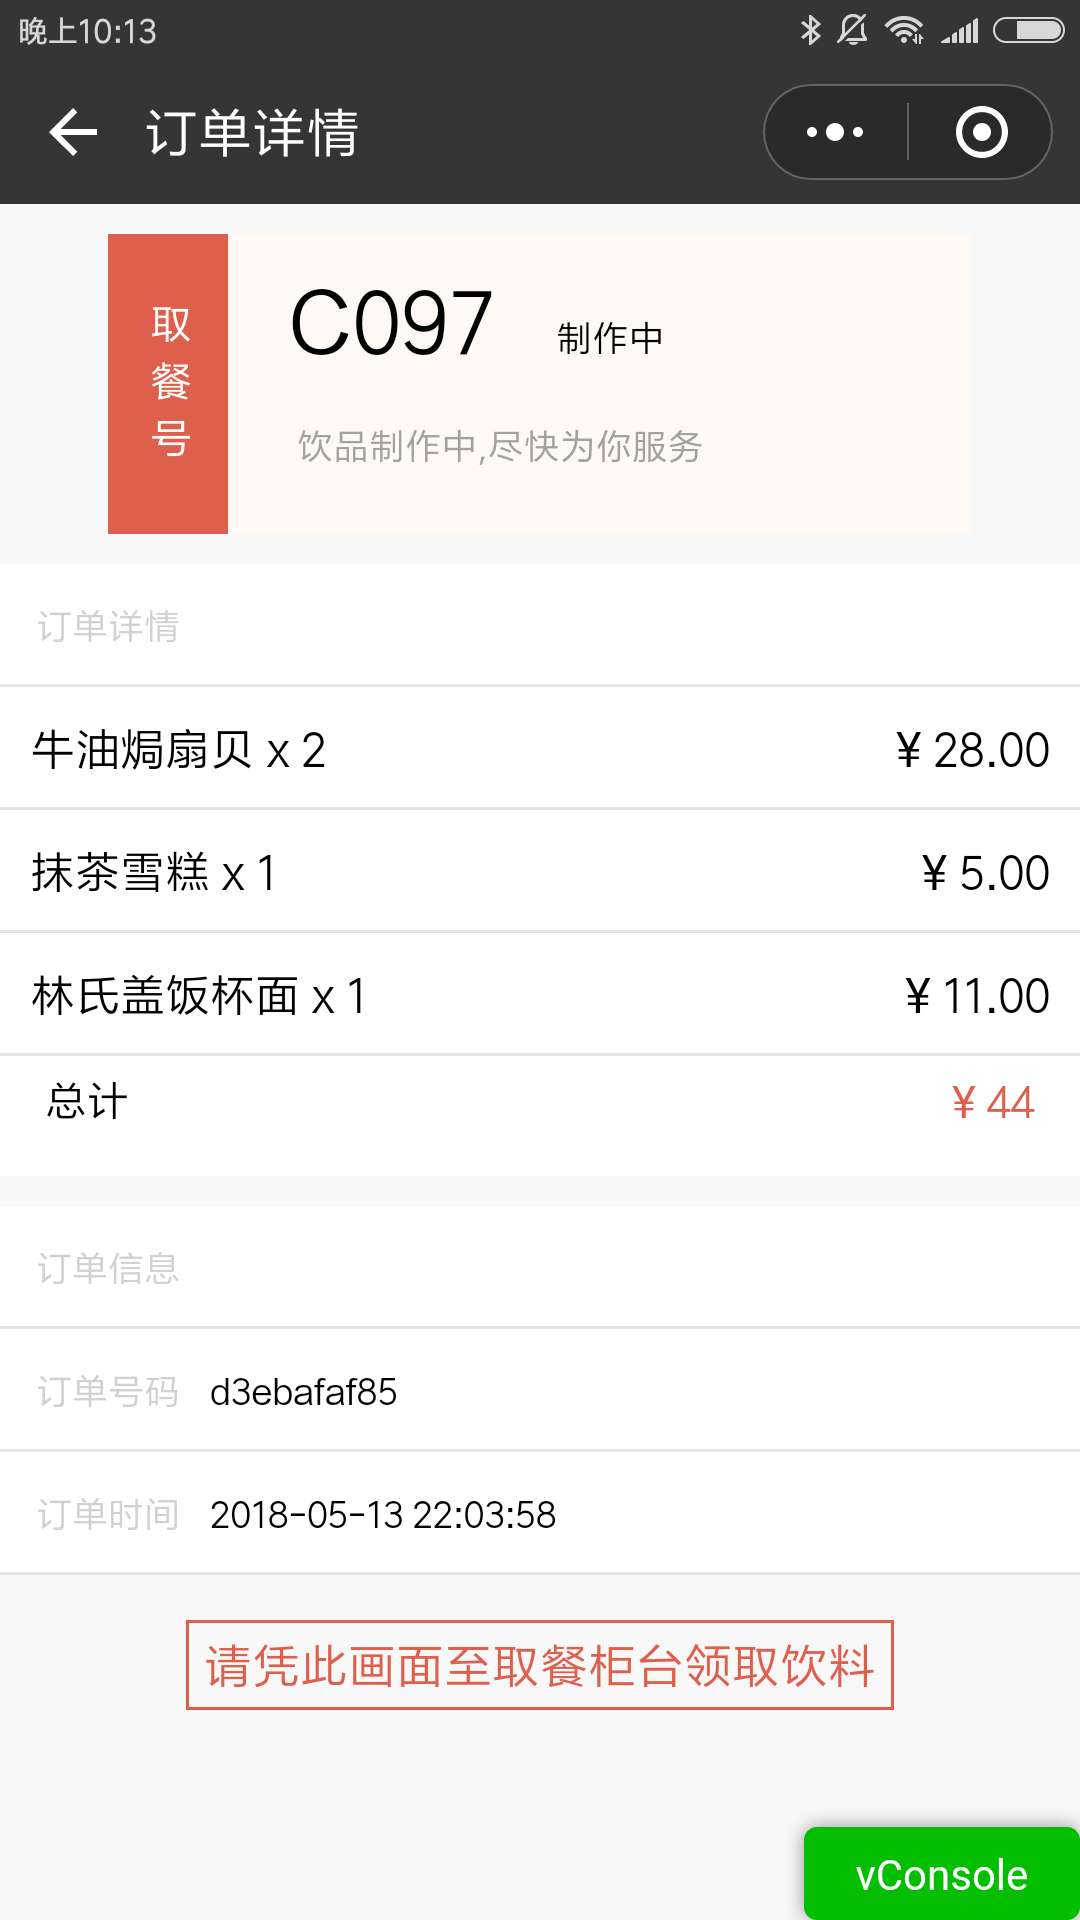 晚上10:13
订单详情
取餐号
C097 制作中
饮品制作中,尽快为你服务
订单详情
牛油焗扇贝 x 2 ¥ 28.00
抹茶雪糕 x 1 ¥ 5.00
林氏盖饭杯面 x 1 ¥ 11.00
总计 ¥ 44
订单信息
订单号码 d3ebafaf85
订单时间 2018-05-13 22:03:58
请凭此画面至取餐柜台领取饮料
vConsole